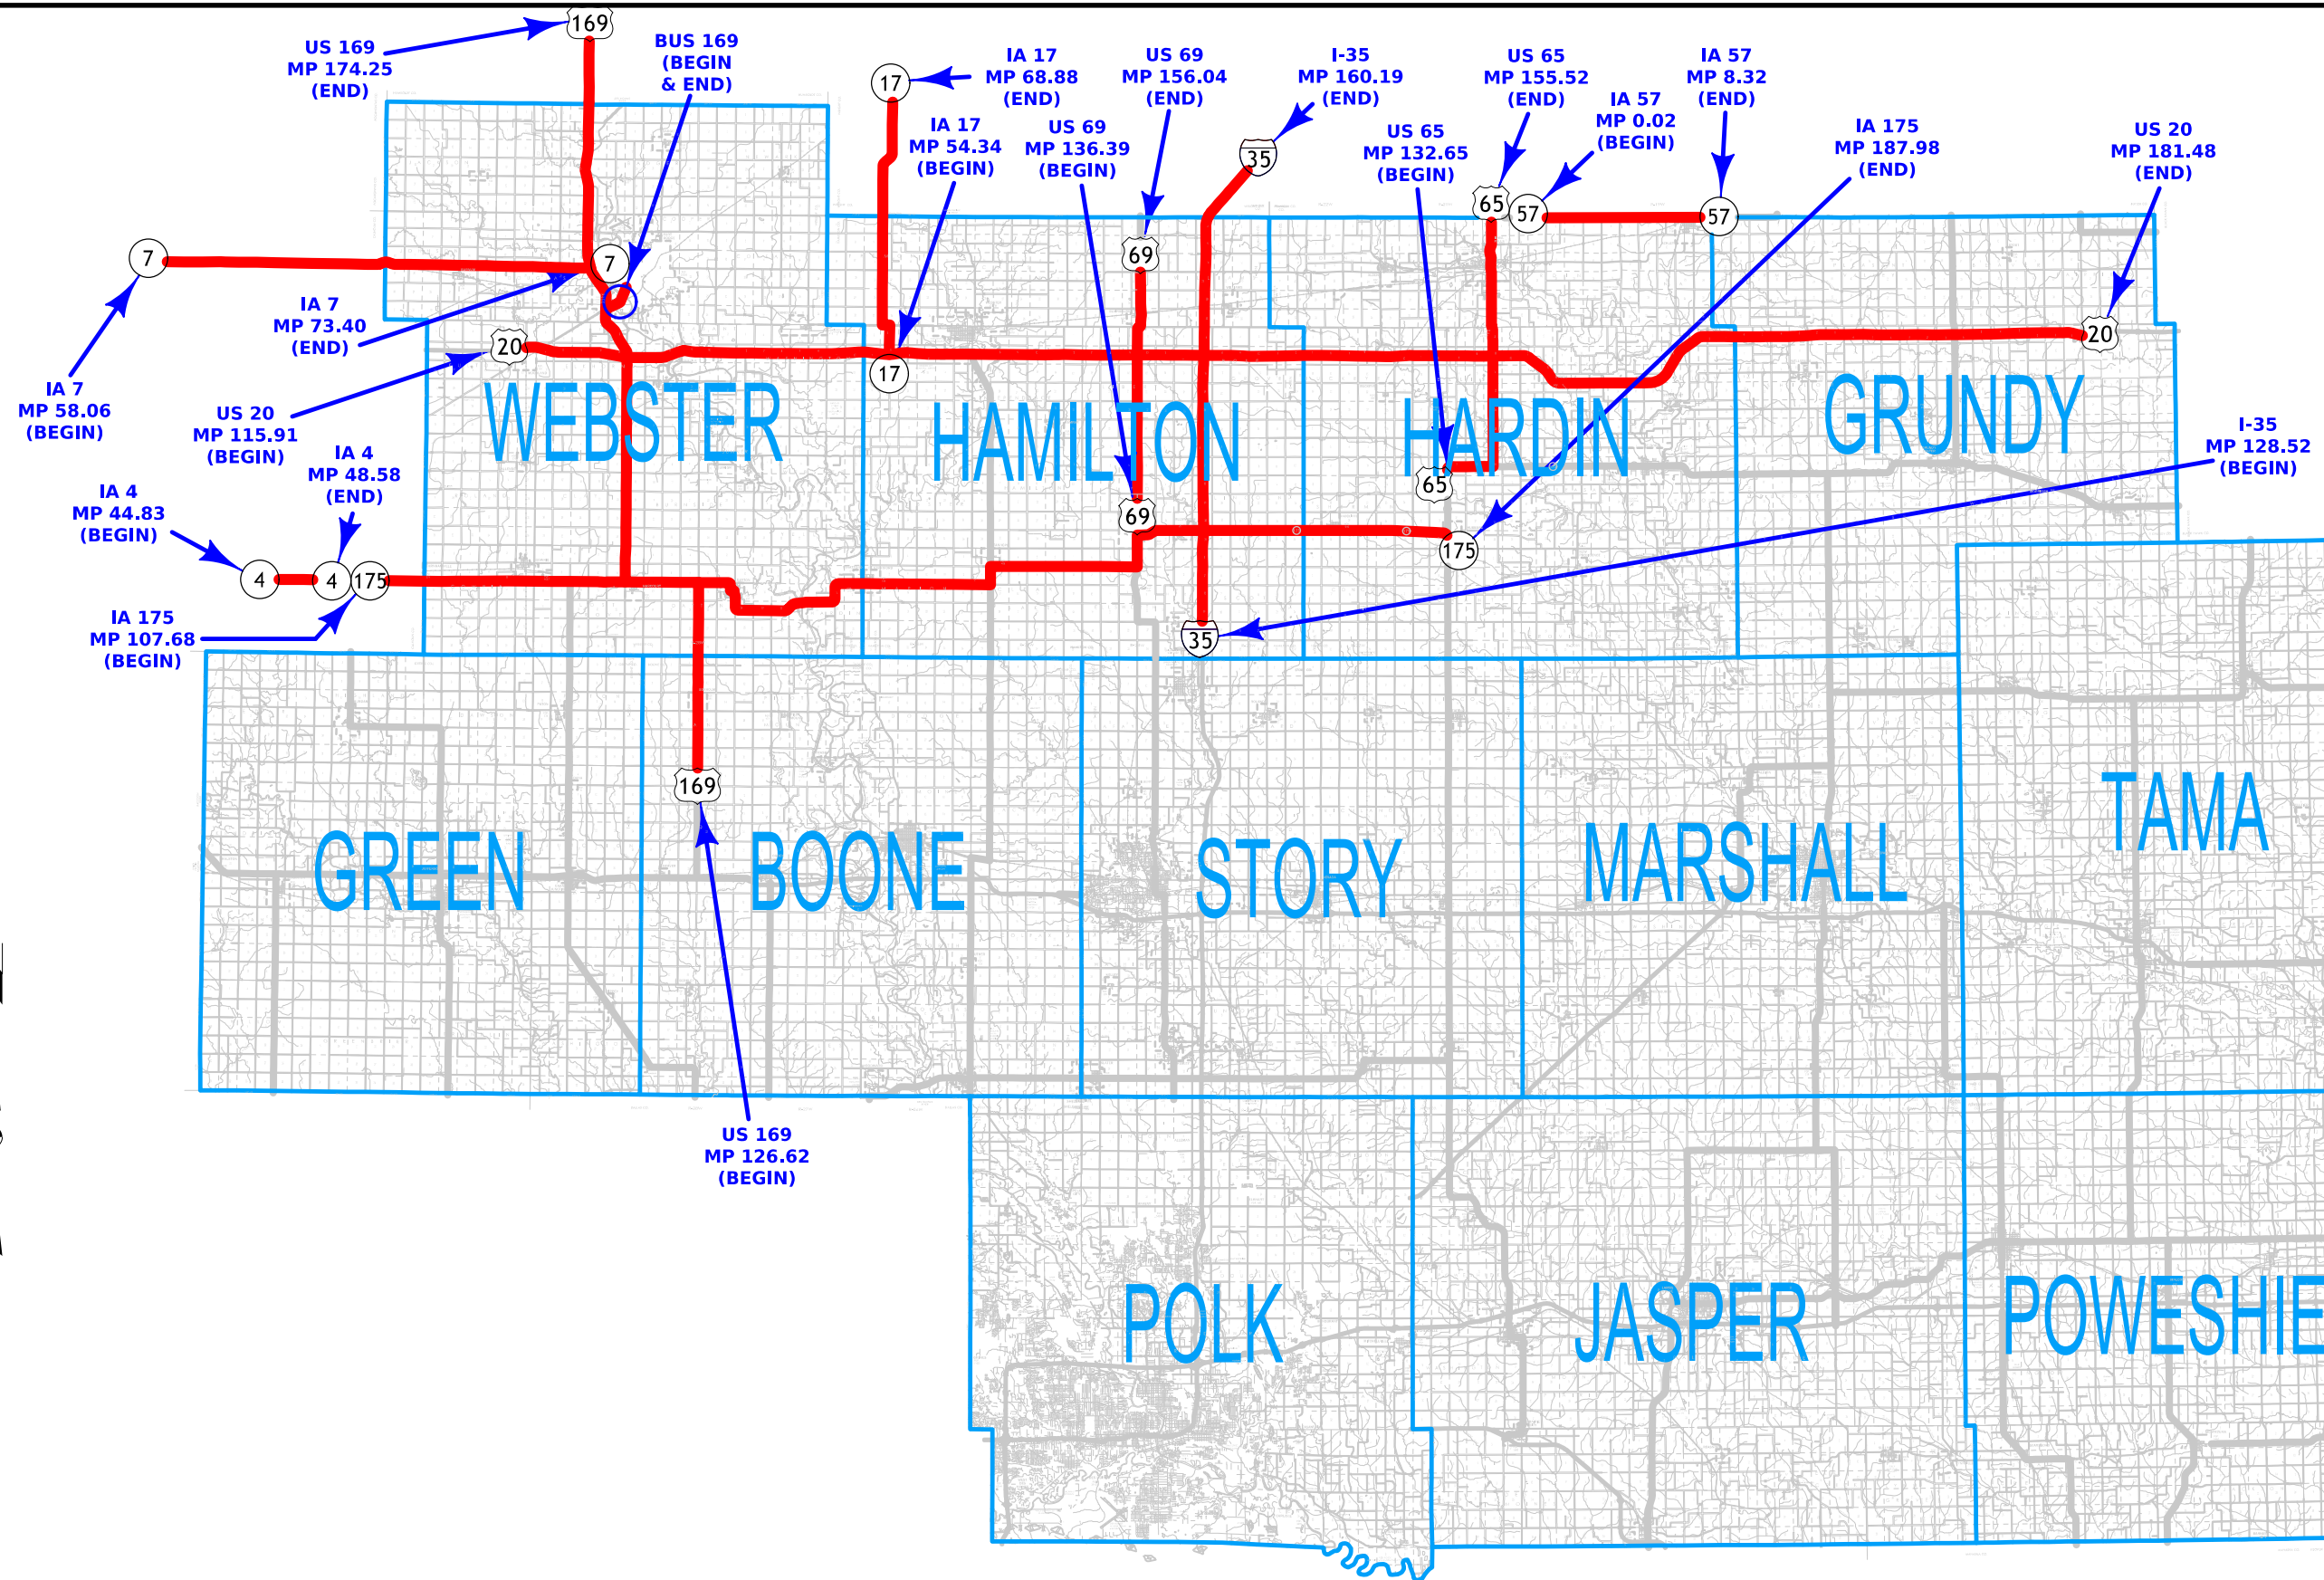 169
US 169
MP 174.25
(END)
BUS 169
(BEGIN
& END)
17
IA 17
MP 68.88
(END)
US 69
MP 156.04
(END)
I-35
MP 160.19
(END)
US 65
MP 155.52
(END)
IA 57
MP 8.32
(END)
IA 57
MP 0.02
(BEGIN)
IA 17
MP 54.34
(BEGIN)
US 69
MP 136.39
(BEGIN)
US 65
MP 132.65
(BEGIN)
IA 175
MP 187.98
(END)
US 20
MP 181.48
(END)
35
65
57
57
7
7
69
IA 7
MP 73.40
(END)
20
17
20
IA 7
MP 58.06
(BEGIN)
US 20
MP 115.91
(BEGIN)
WEBSTER
HAMILTON
HARDIN
GRUNDY
I-35
MP 128.52
(BEGIN)
IA 4
MP 48.58
(END)
IA 4
MP 44.83
(BEGIN)
65
69
175
4
4
175
IA 175
MP 107.68
(BEGIN)
35
169
GREEN
BOONE
STORY
MARSHALL
TAMA
US 169
MP 126.62
(BEGIN)
POLK
JASPER
POWESHIE